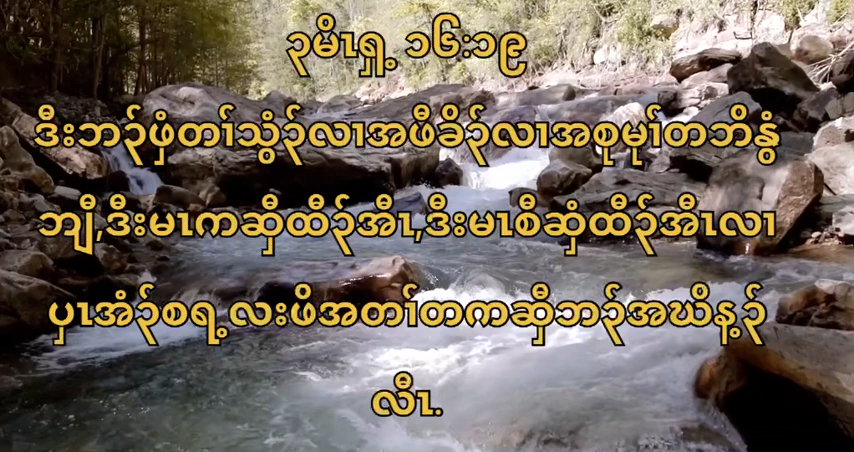 ၃မိၤရှ့ ၁၆:၁၉
ဒီးဘၣ်ဖှံတၢ်သွံၣ်လၢအဖီခိၣ်လၢအစုမုၢ်တဘိနွံ
ဘျီ,ဒီးမၤကဆှီထီၣ်အီၤ,ဒီးမၤစီဆှံထီၣ်အီၤလၢ
ပှၤအံၣ်စရ့လးဖိအတၢ်တကဆှီဘၣ်အဃိန့ၣ်
လီၤ.